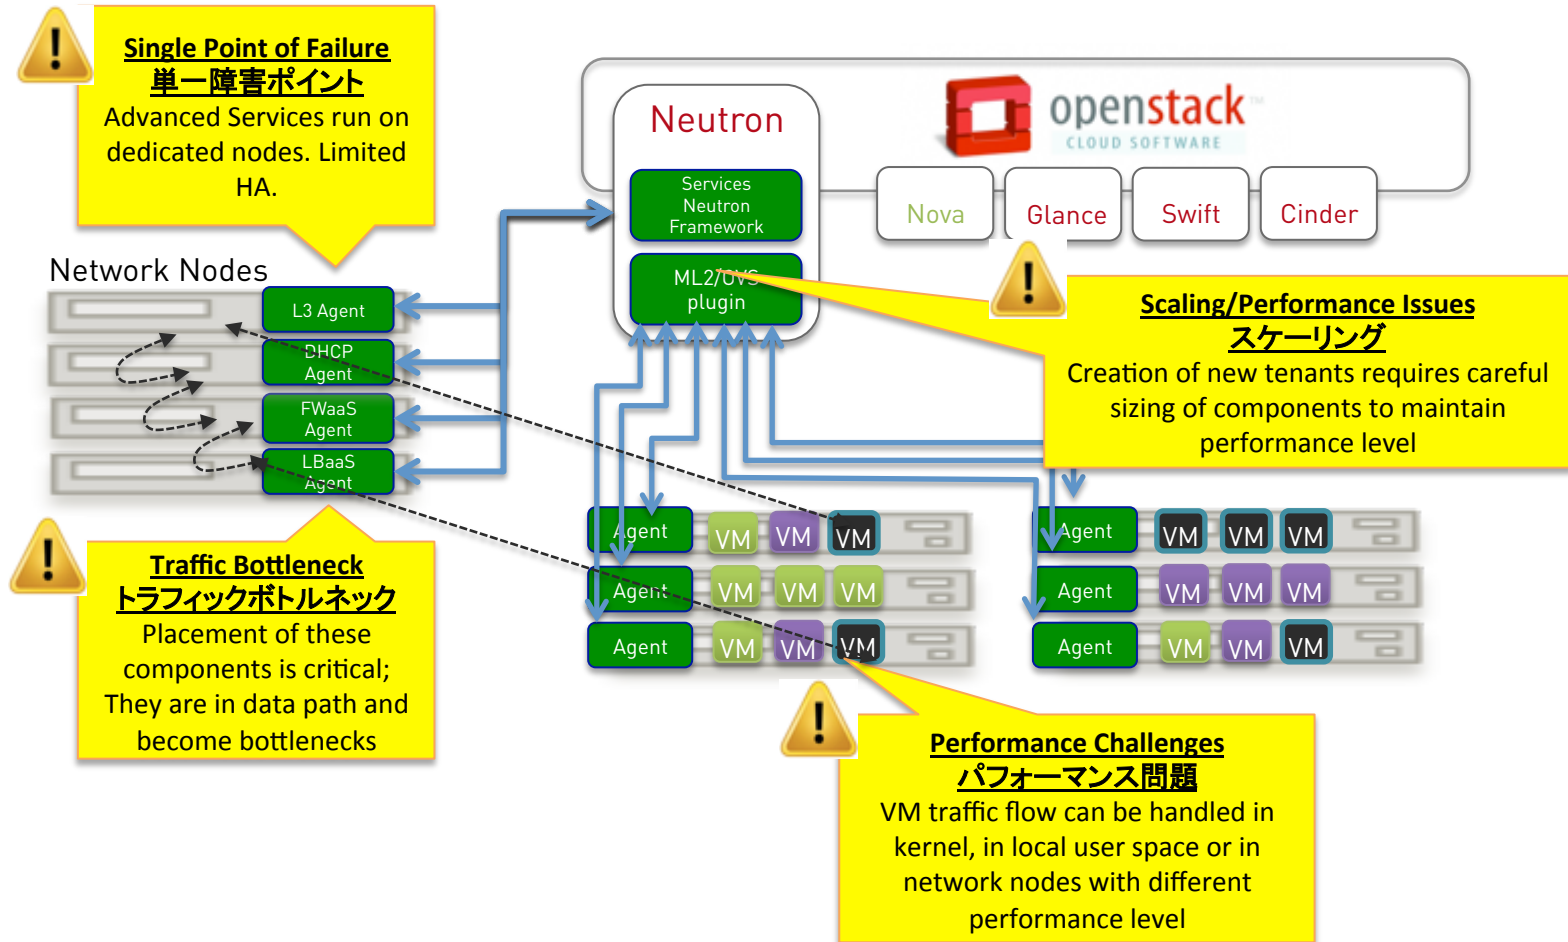 Single Point of Failure
単一障害ポイント
Advanced Services run on
dedicated nodes. Limited
HA.
Neutron
Services
Neutron
Framework
ML2/OVS
plugin
openstack™
CLOUD SOFTWARE
Nova
Glance
Swift
Cinder
Network Nodes
L3 Agent
DHCP
Agent
FWaaS
Agent
LBaaS
Agent
Scaling/Performance Issues
スケーリング
Creation of new tenants requires careful
sizing of components to maintain
performance level
Traffic Bottleneck
トラフィックボトルネック
Placement of these
components is critical;
They are in data path and
become bottlenecks
Agent VM VM VM
Agent VM VM VM
Agent VM VM VM
Agent VM VM VM
Agent VM VM VM
Agent VM VM VM
Performance Challenges
パフォーマンス問題
VM traffic flow can be handled in
kernel, in local user space or in
network nodes with different
performance level